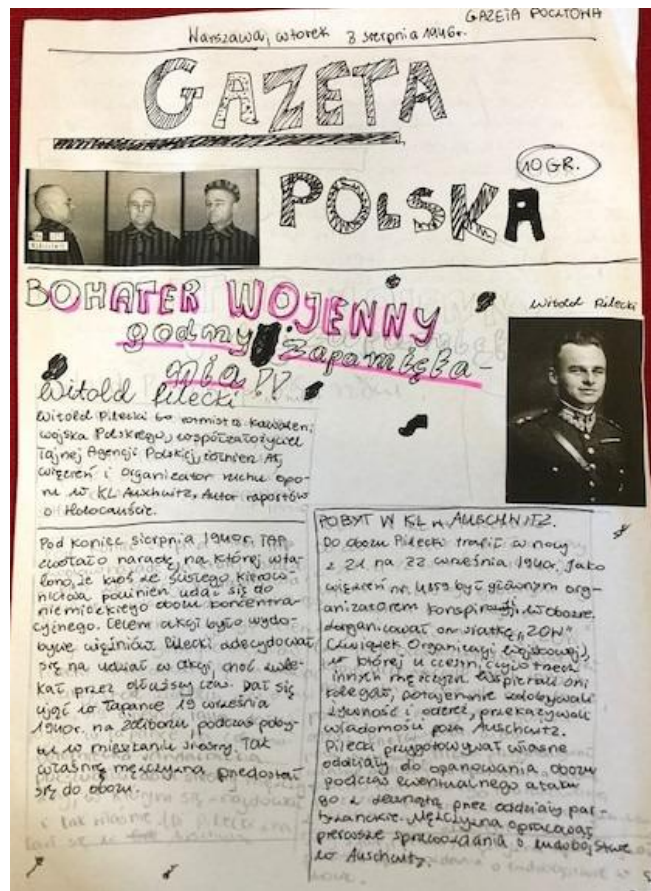 GAZETA POCZTOWA
Warszawa, wtorek 8 sierpnia 1946r.
GAZETA
10 GR.
POLSKA
BOHATER WOJENNY
godny zapamięta-
nia!!
Witold Pilecki
Witold Pilecki
Witold Pilecki to rotmistrz kawalerii
wojska Polskiego, współzałożyciel
Tajnej Agencji Polskiej, żołnierz AK,
więzień i organizator ruchu opo-
ru w KL Auschwitz. Autor raportów
o Holocauście.
Pod koniec sierpnia 1940r. TAP
zwołało naradę, na której usta-
lono, że ktoś ze ścisłego kierow-
nictwa powinien udać się do
niemieckiego obozu koncentra-
cyjnego. Celem akcji było wydo-
bycie więźniów. Pilecki zdecydował
się na udział w akcji, choć zwle-
kał przez dłuższy czas. Dał się
ująć w łapance 19 września
1940r. na Żoliborzu, podczas poby-
tu w mieszkaniu siostry. Tak
właśnie mężczyzna przedostał
się do obozu.
POBYT W KL w AUSCHWITZ.
Do obozu Pilecki trafił w nocy
z 21 na 22 września 1940r. Jako
więzień nr. 4859 był głównym org-
anizatorem konspiracji w obozie.
Zorganizował on siatkę „ZOW"
(Związek Organizacji Wojskowej),
w której uczestniczyło trzech
innych mężczyzn. Wspierali oni
kolegów, potajemnie zdobywali
żywność i odzież, przekazywali
wiadomości poza Auschwitz.
Pilecki przygotowywał własne
oddziały do opanowania obozu
podczas ewentualnego ataku
go z zewnątrz przez oddziały par-
tyzanckie. Mężczyzna opracował
pierwsze sprawozdania o ludobójstwie
w Auschwitz.